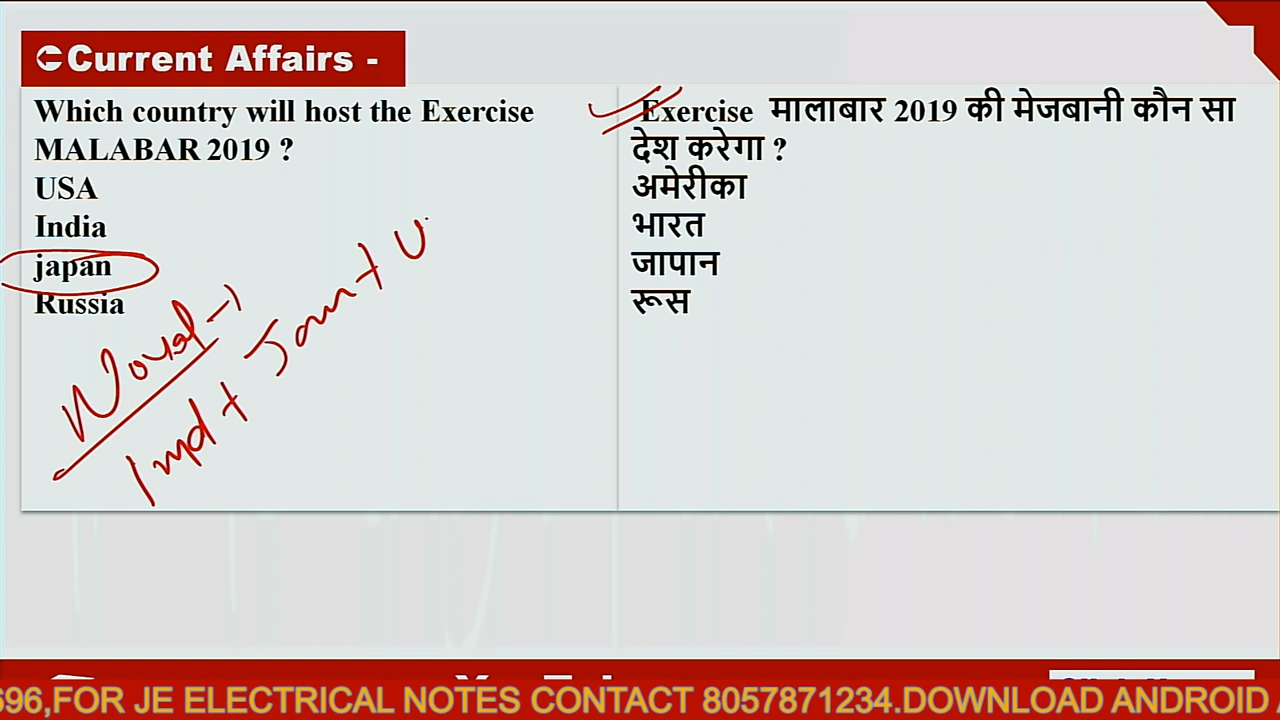 Current Affairs -
Which country will host the Exercise
MALABAR 2019 ?
USA
India
japan
Russia
Exercise मालाबार 2019 की मेजबानी कौन सा
देश करेगा ?
अमेरीका
भारत
जापान
रूस
696,FOR JE ELECTRICAL NOTES CONTACT 8057871234.DOWNLOAD ANDROID